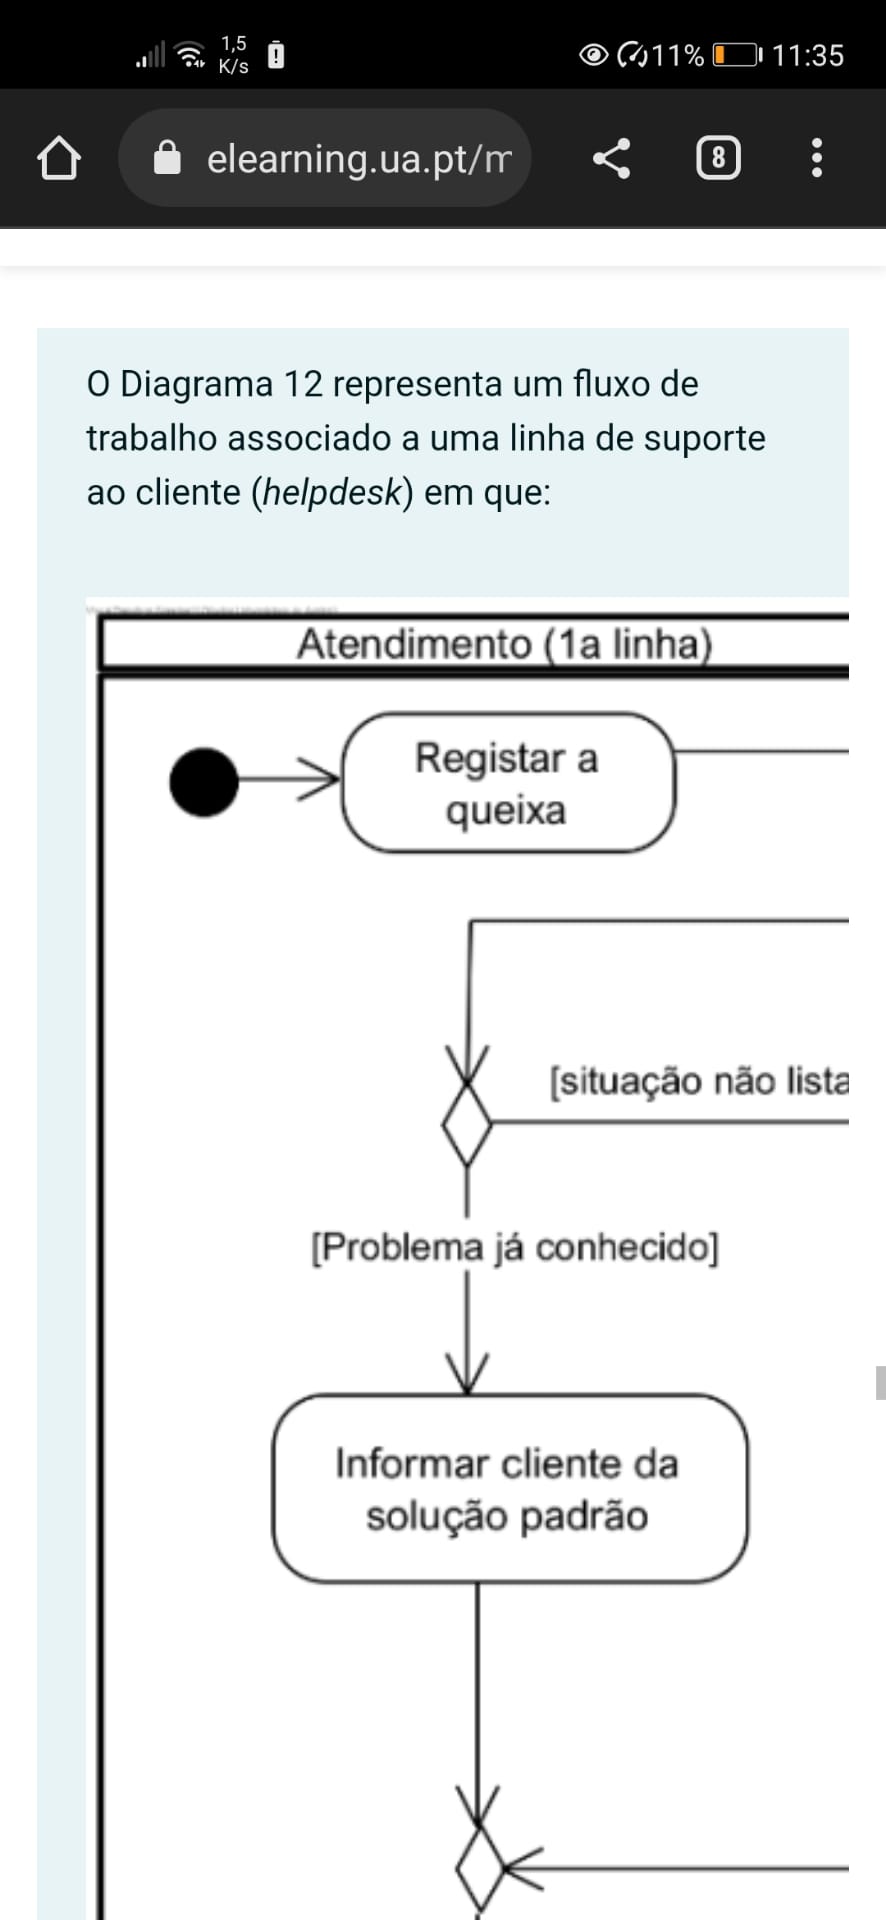 1,5
K/s
11%
11:35
elearning.ua.pt/m
8
O Diagrama 12 representa um fluxo de
trabalho associado a uma linha de suporte
ao cliente (helpdesk) em que:
Atendimento (1a linha)
Registar a
queixa
[situação não lista
[Problema já conhecido]
Informar cliente da
solução padrão